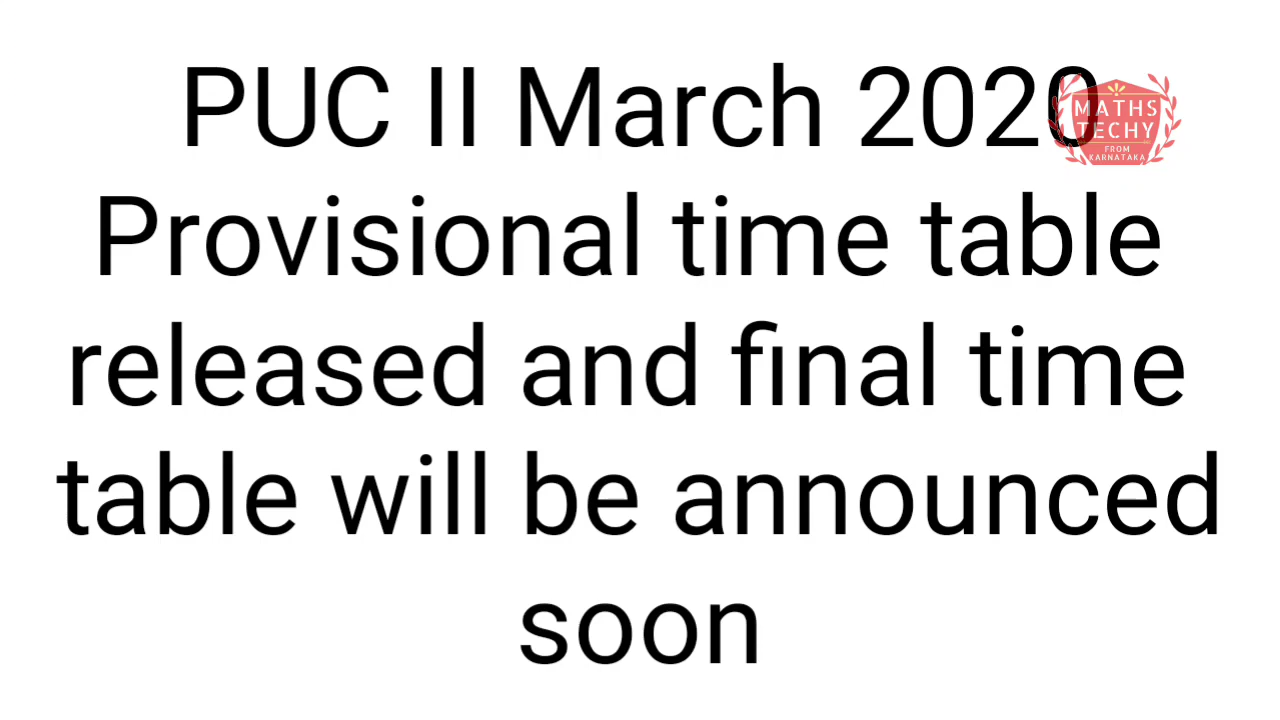 PUC II March 2020
Provisional time table
released and final time
table will be announced
soon
MATHS
TECHY
FROM
KARNATAKA